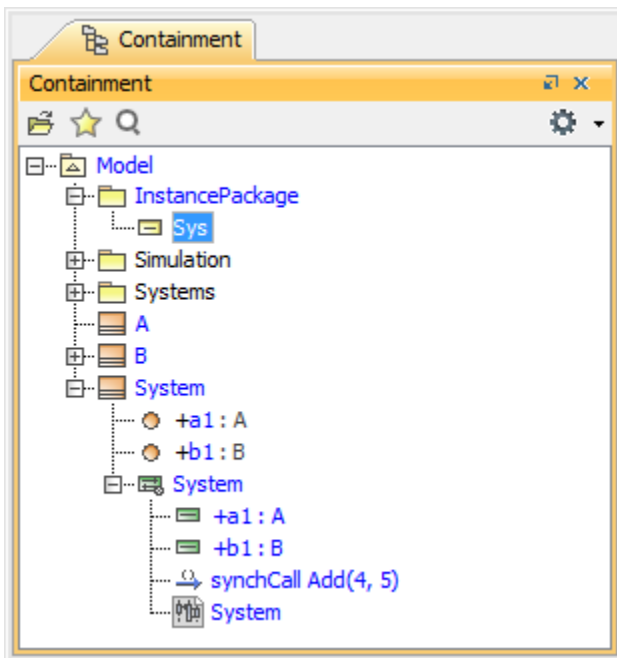 Containment
Containment
Model
InstancePackage
Sys
Simulation
Systems
A
B
System
+a1 : A
+b1 : B
System
+a1 : A
+b1 : B
synchCall Add(4, 5)
System